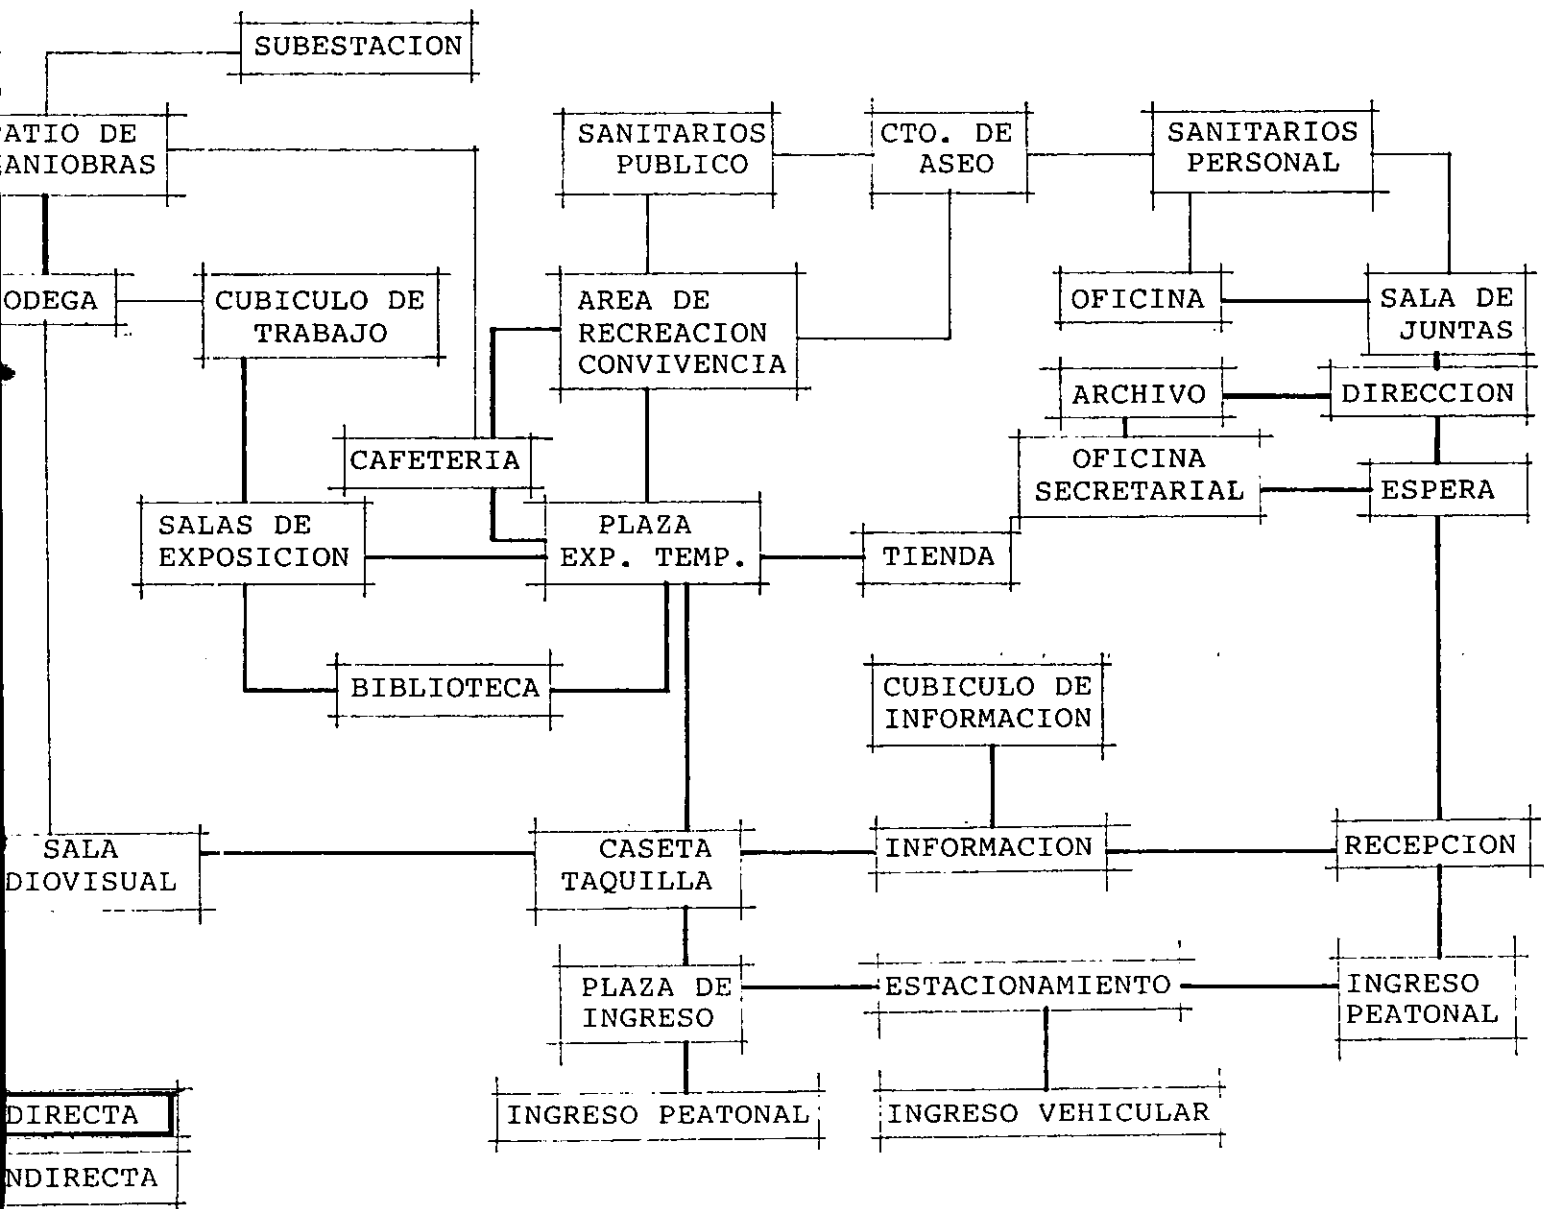 SUBESTACION
ATIO DE
ANIOBRAS
SANITARIOS
PUBLICO
CTO. DE
ASEO
SANITARIOS
PERSONAL
ODEGA
CUBICULO DE
TRABAJO
AREA DE
RECREACION
CONVIVENCIA
OFICINA
SALA DE
JUNTAS
ARCHIVO
DIRECCION
CAFETERIA
OFICINA
SECRETARIAL
ESPERA
SALAS DE
EXPOSICION
PLAZA
EXP. TEMP.
TIENDA
BIBLIOTECA
CUBICULO DE
INFORMACION
SALA
DIOVISUAL
CASETA
TAQUILLA
INFORMACION
RECEPCION
PLAZA DE
INGRESO
ESTACIONAMIENTO
INGRESO
PEATONAL
INGRESO PEATONAL
INGRESO VEHICULAR
DIRECTA
NDIRECTA